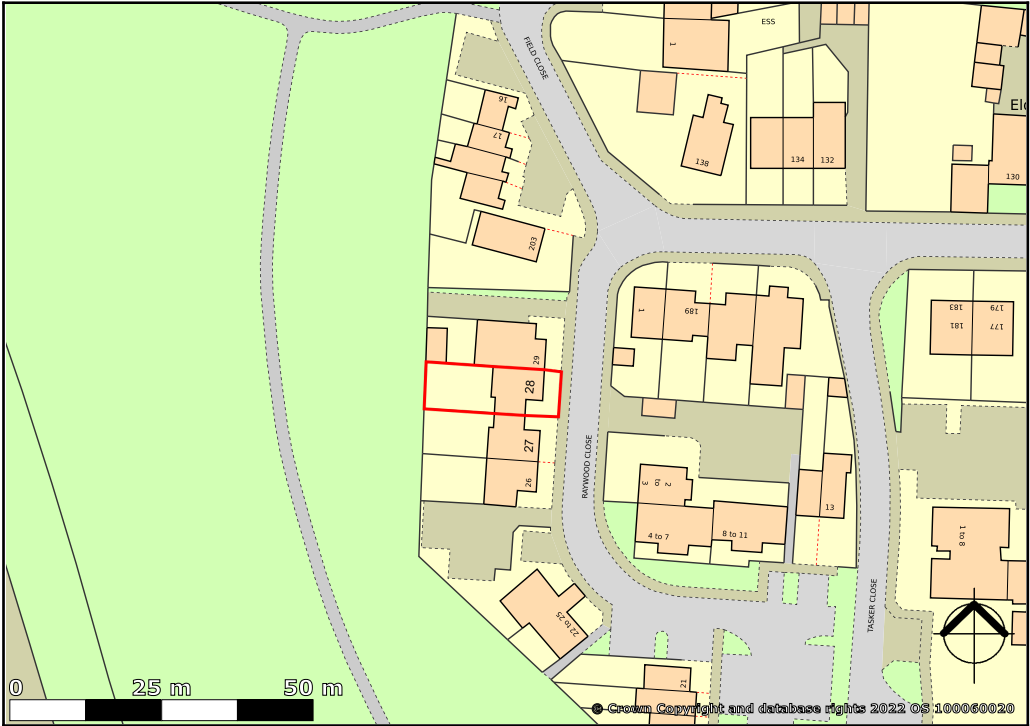 ESS
FIELD CLOSE
1
16
17
138
134
132
El
130
203
1
189
183
179
181
177
29
28
27
26
RAYWOOD CLOSE
2
to
3
4 to 7
8 to 11
13
1 to 8
TASKER CLOSE
22 to 25
21
0
25 m
50 m
© Crown Copyright and database rights 2022 OS 100060020